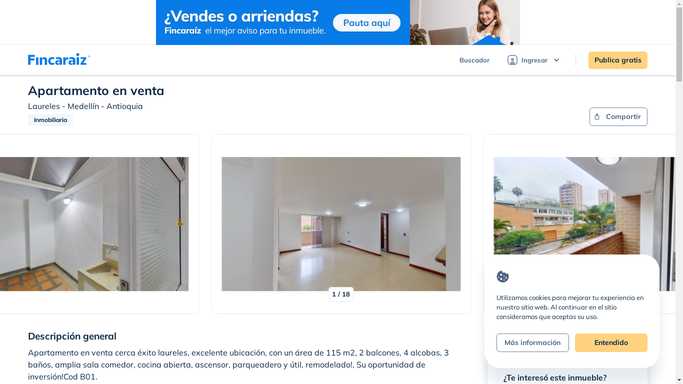 ¿Vendes o arriendas?
Fincaraíz el mejor aviso para tu inmueble.
Pauta aquí
Fincaraíz
Buscador
Ingresar
Publica gratis
Apartamento en venta
Laureles - Medellín - Antioquia
Inmobiliaria
Compartir
1 / 18
Utilizamos cookies para mejorar tu experiencia en
nuestro sitio web. Al continuar en el sitio
consideramos que aceptas su uso.
Más información
Entendido
Descripción general
Apartamento en venta cerca éxito laureles, excelente ubicación, con un área de 115 m2, 2 balcones, 4 alcobas, 3
baños, amplia sala comedor, cocina abierta, ascensor, parqueadero y útil, remodelado!, Su oportunidad de
inversión!Cod B01.
¿Te interesó este inmueble?